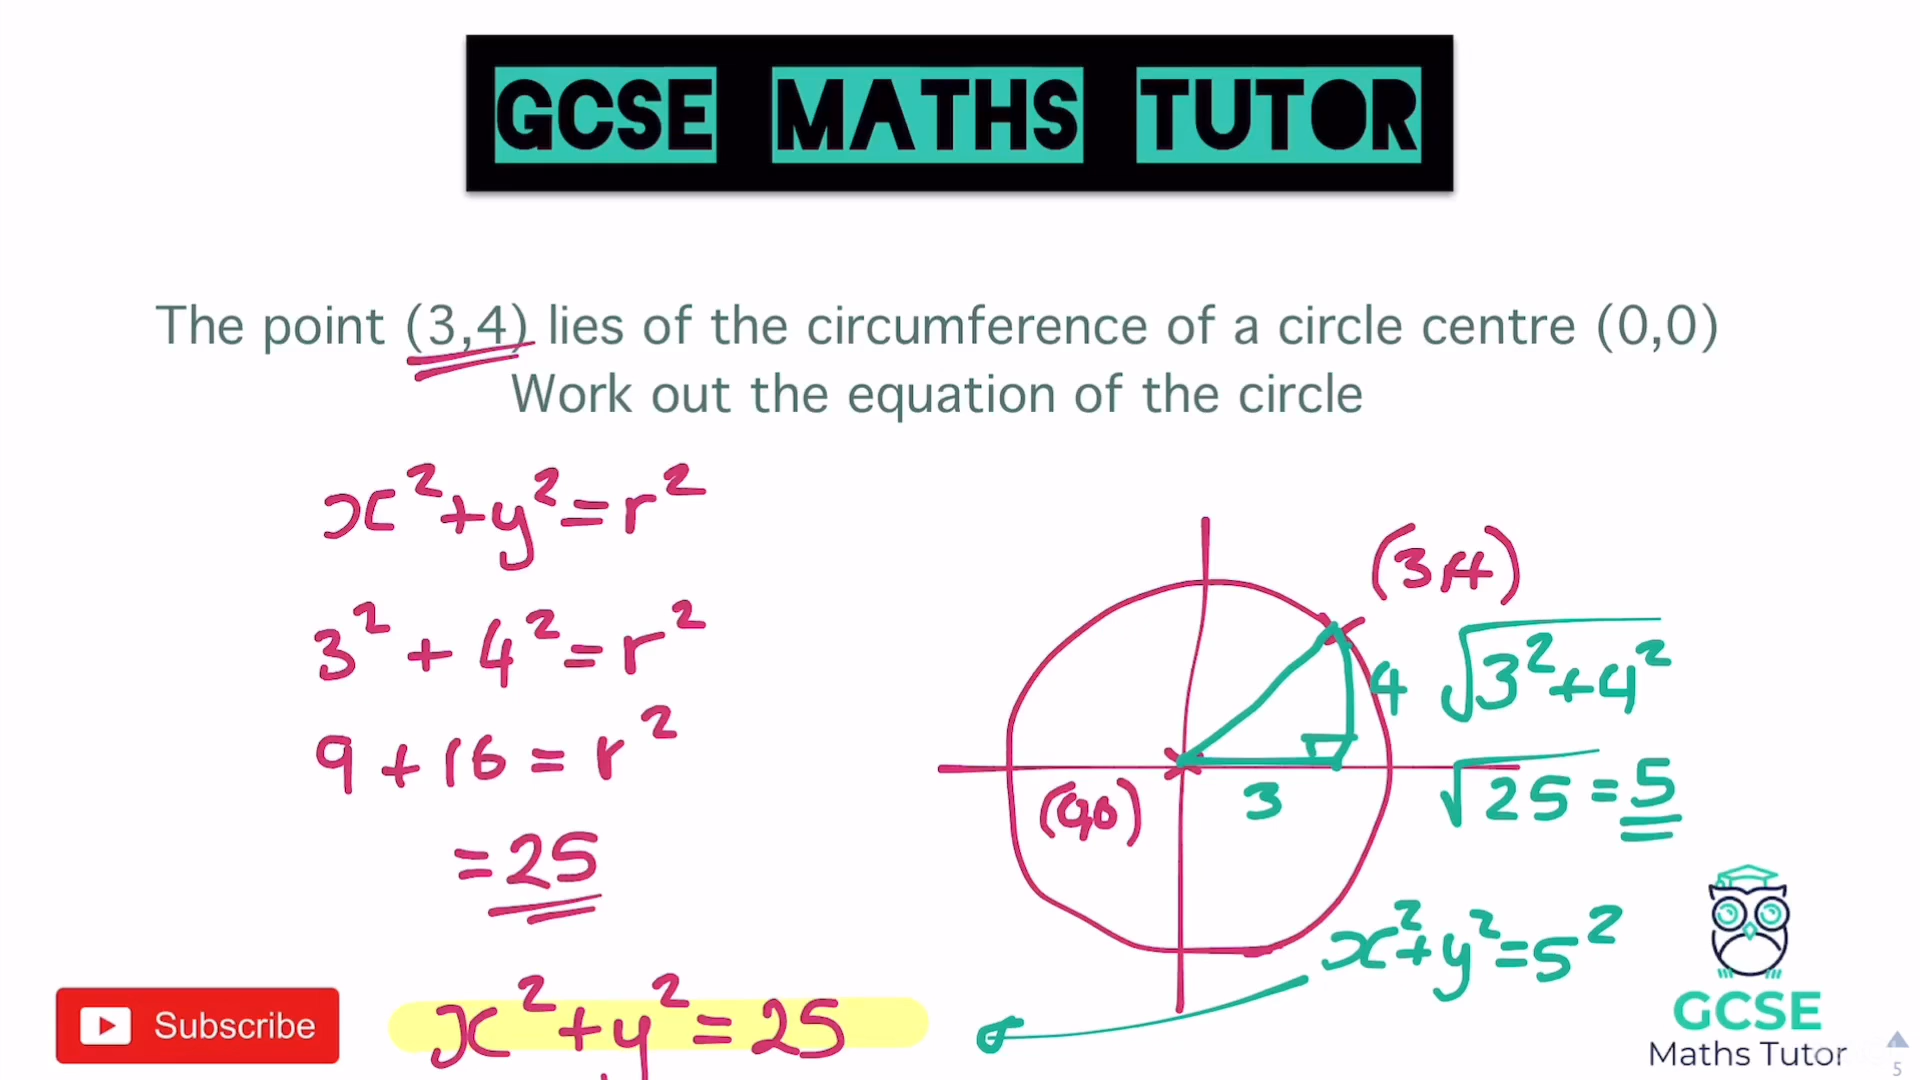 GCSE MATHS TUTOR
The point (3,4) lies of the circumference of a circle centre (0,0)
Work out the equation of the circle
x²+y²=r²
3²+4²=r²
9+16=r²
=25
x²+y²=25
(3,4)
4
√3²+4²
3
(0,0)
√25=5
x²+y²=5²
Subscribe
GCSE
Maths Tutor
5